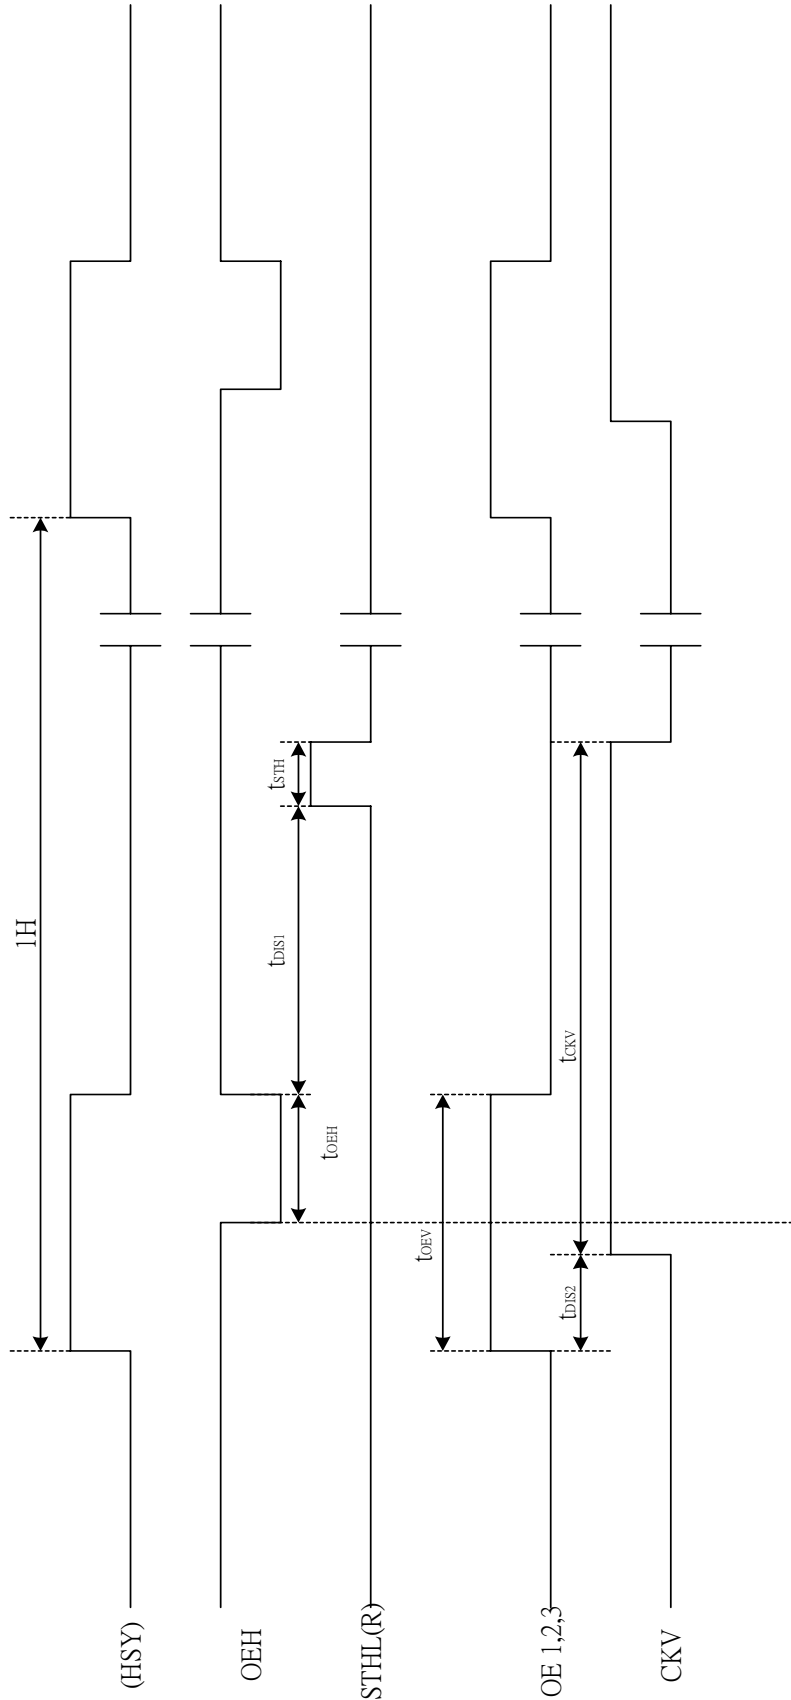 1H
(HSY)
OEH
tOEH
tDIS1
tSTH
STHL(R)
tOEV
OE 1,2,3
tDIS2
tCKV
CKV